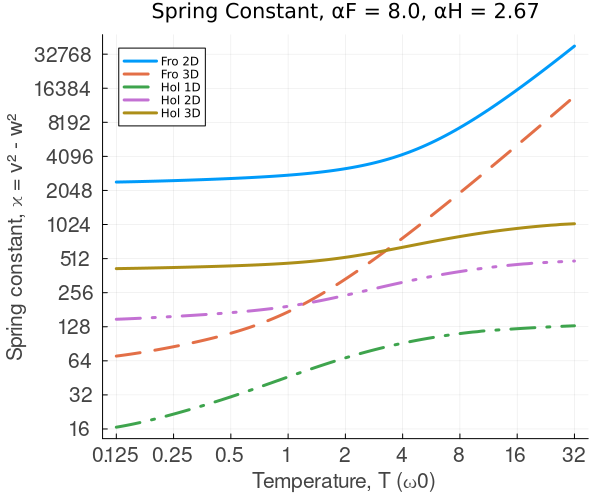 Spring Constant, αF = 8.0, αH = 2.67
Spring constant, ϰ = v² - w²
32768
16384
8192
4096
2048
1024
512
256
128
64
32
16
Fro 2D
Fro 3D
Hol 1D
Hol 2D
Hol 3D
0.125 0.25 0.5 1 2 4 8 16 32
Temperature, T (ω0)